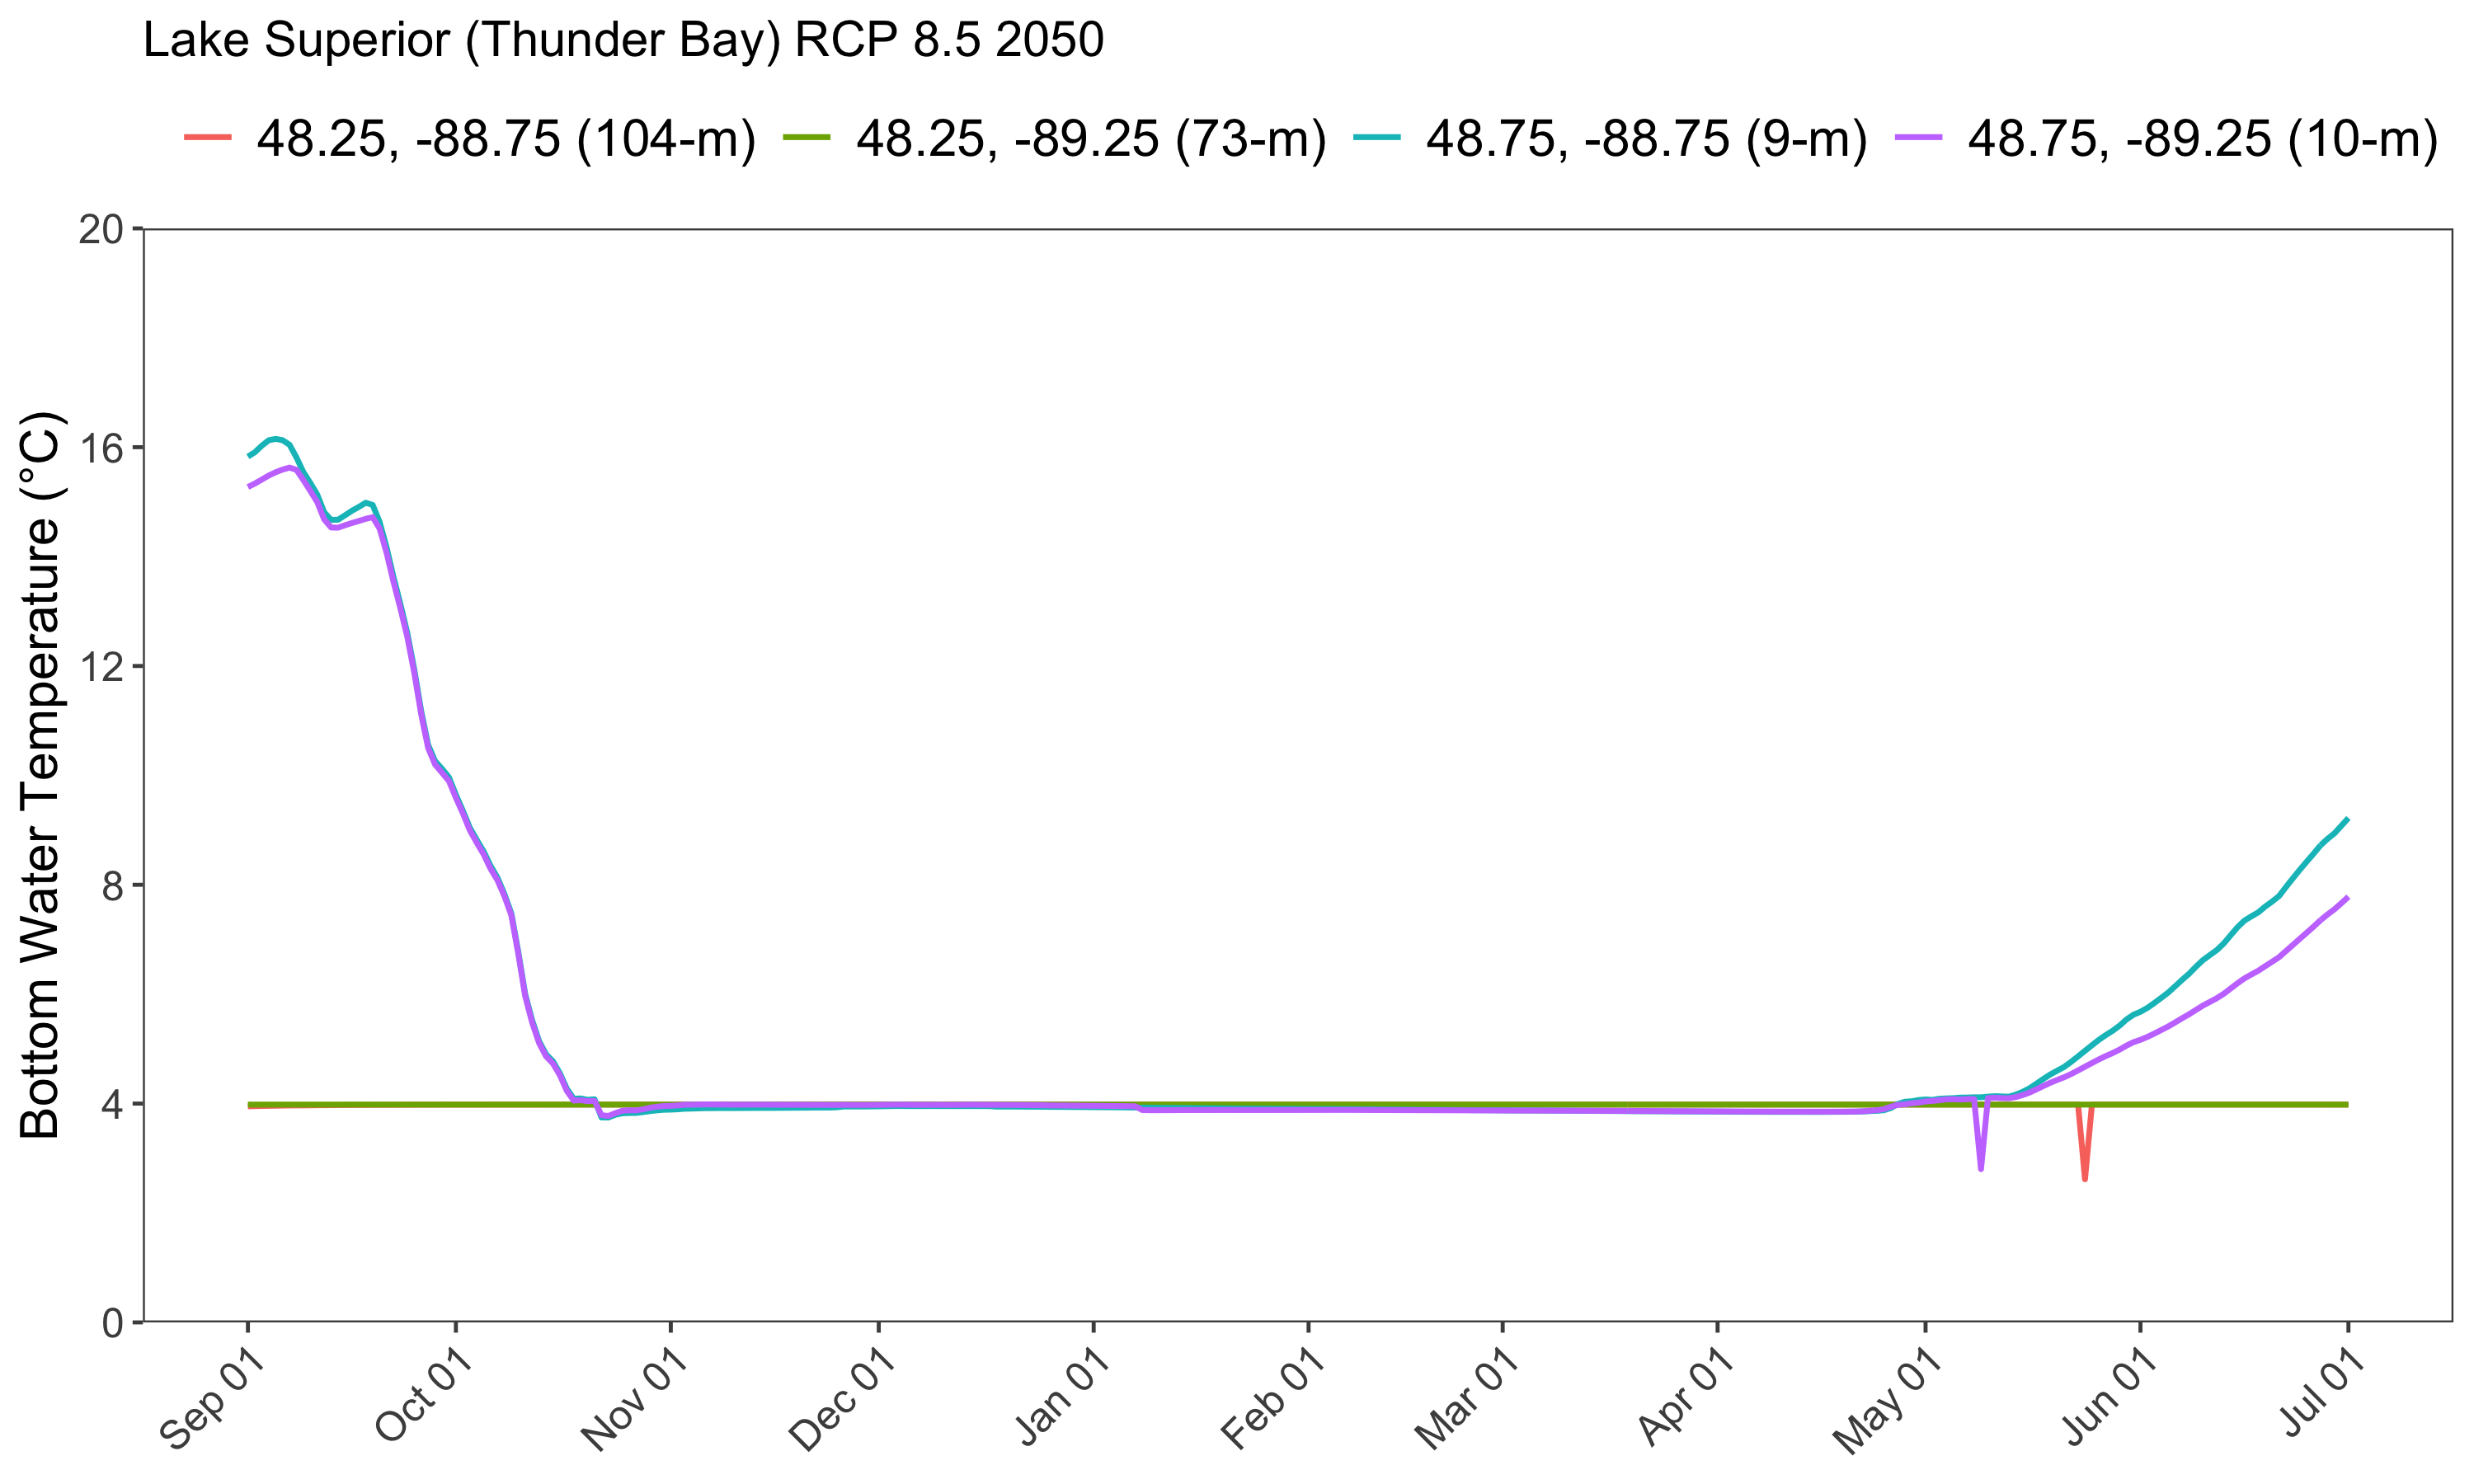 Lake Superior (Thunder Bay) RCP 8.5 2050
48.25, -88.75 (104-m) 48.25, -89.25 (73-m) 48.75, -88.75 (9-m) 48.75, -89.25 (10-m)
Bottom Water Temperature (°C)
20
16
12
8
4
0
Sep 01 Oct 01 Nov 01 Dec 01 Jan 01 Feb 01 Mar 01 Apr 01 May 01 Jun 01 Jul 01